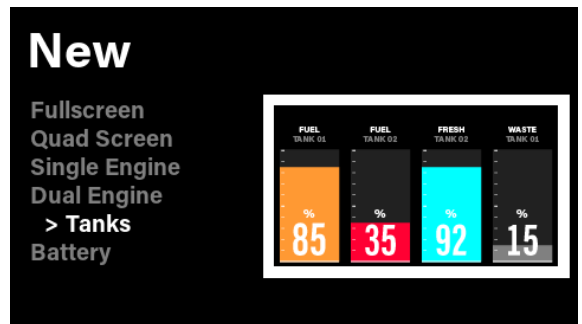 New
Fullscreen
Quad Screen
Single Engine
Dual Engine
> Tanks
Battery
FUEL FUEL FRESH WASTE
TANK 01 TANK 02 TANK 02 TANK 01
% % % %
85 35 92 15